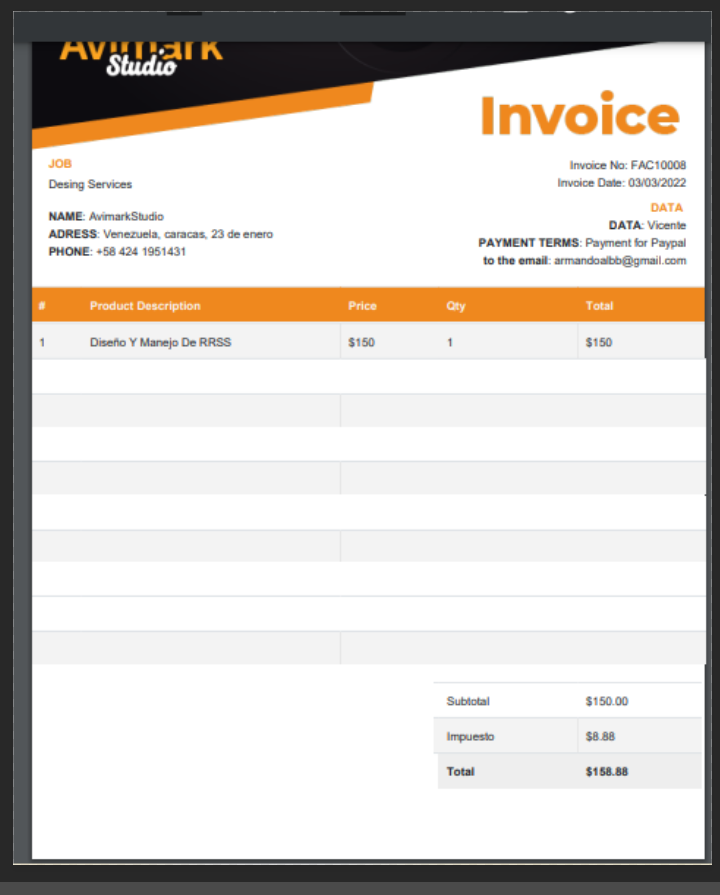 Avimark
Studio
Invoice
JOB
Desing Services
NAME: AvimarkStudio
ADRESS: Venezuela, caracas, 23 de enero
PHONE: +58 424 1951431
Invoice No: FAC10008
Invoice Date: 03/03/2022
DATA
DATA: Vicente
PAYMENT TERMS: Payment for Paypal
to the email: armandoalbb@gmail.com
# Product Description Price Qty Total
1 Diseño Y Manejo De RRSS $150 1 $150
Subtotal $150.00
Impuesto $8.88
Total $158.88